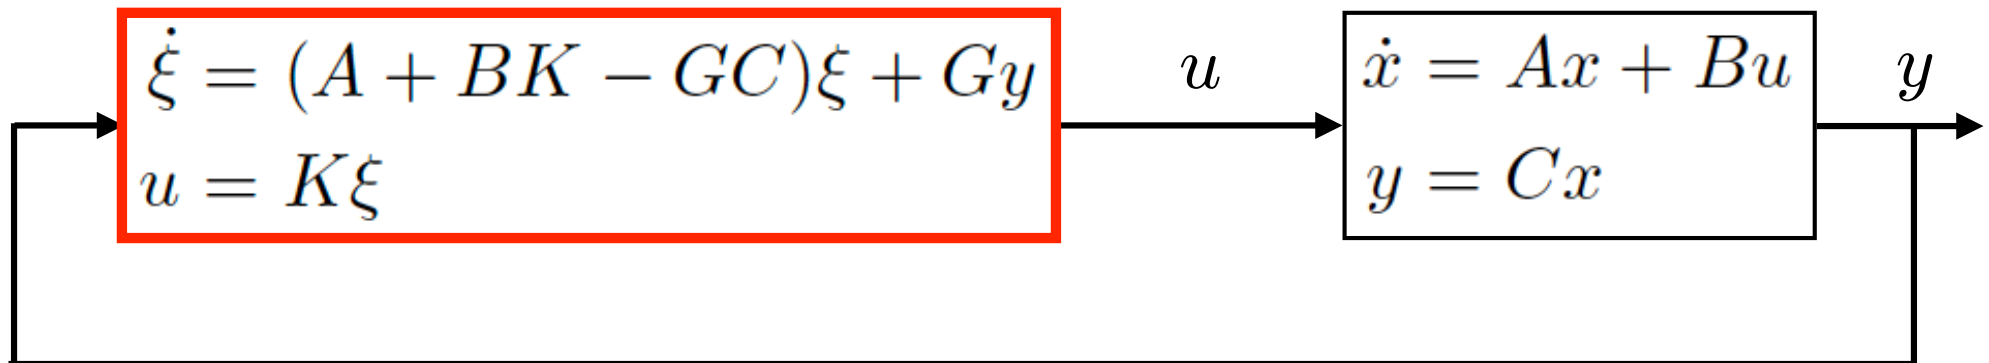 ξ̇ = (A + BK − GC)ξ + Gy
u = Kξ
u
ẋ = Ax + Bu
y = Cx
y